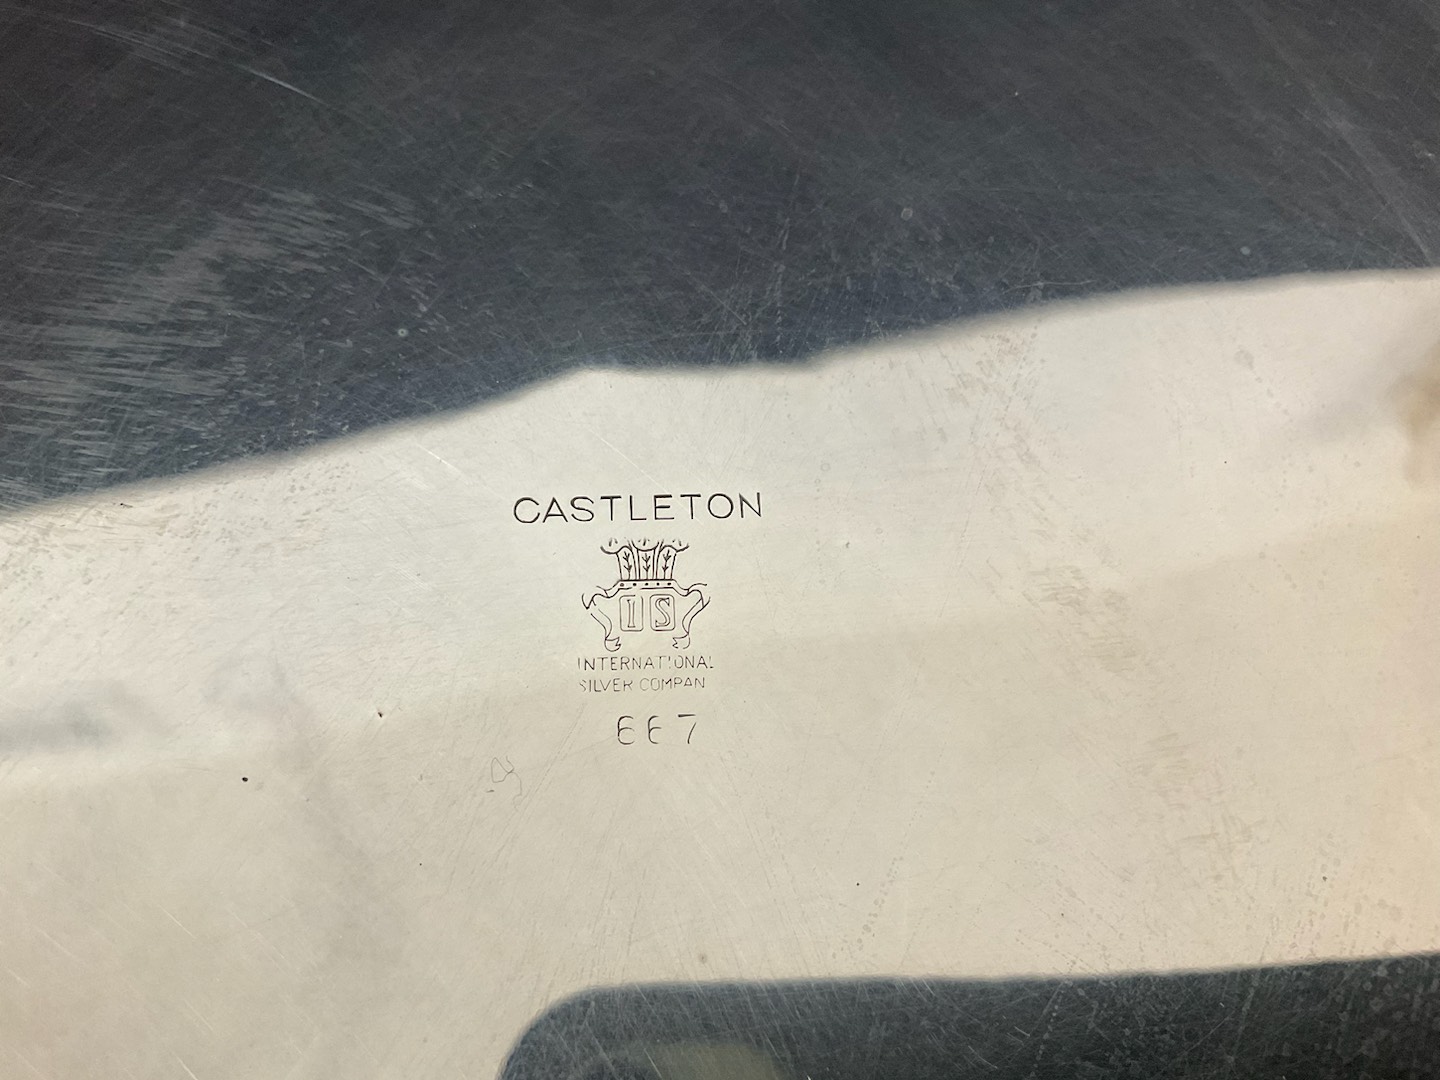 CASTLETON
IS
INTERNATIONAL
SILVER COMPAN
667